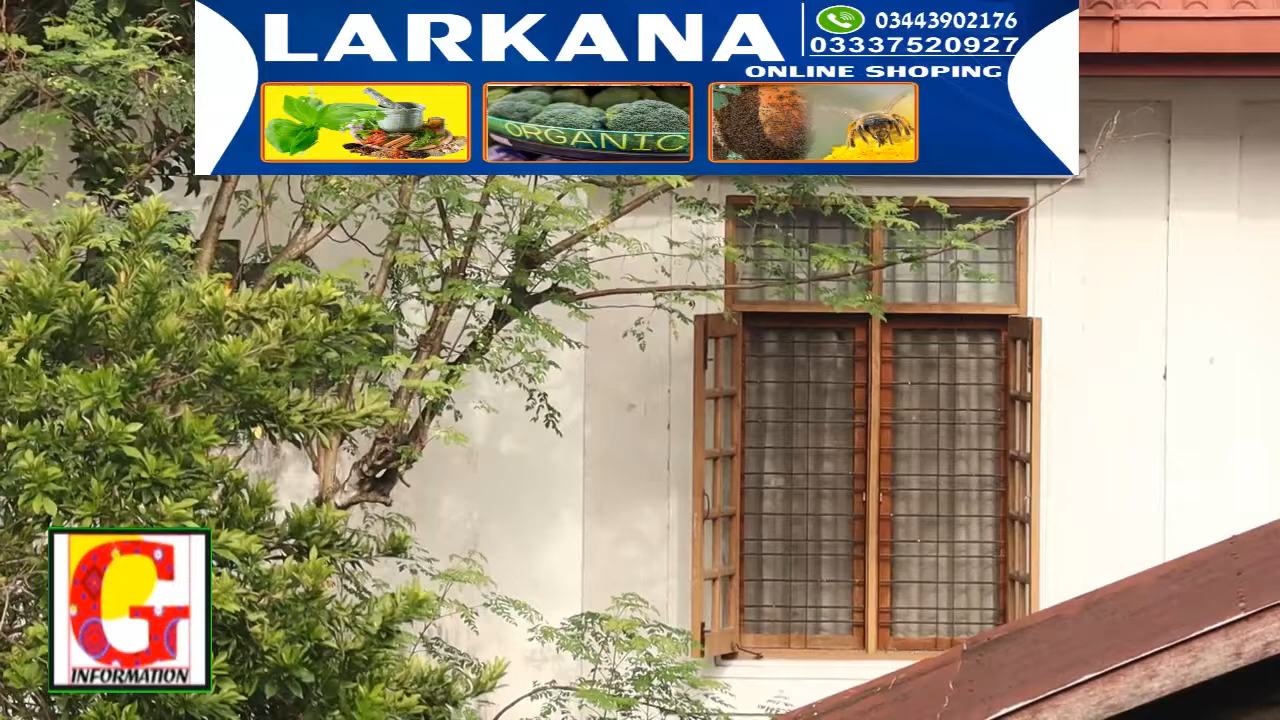 LARKANA
03443902176
03337520927
ONLINE SHOPING
ORGANIC
G
INFORMATION